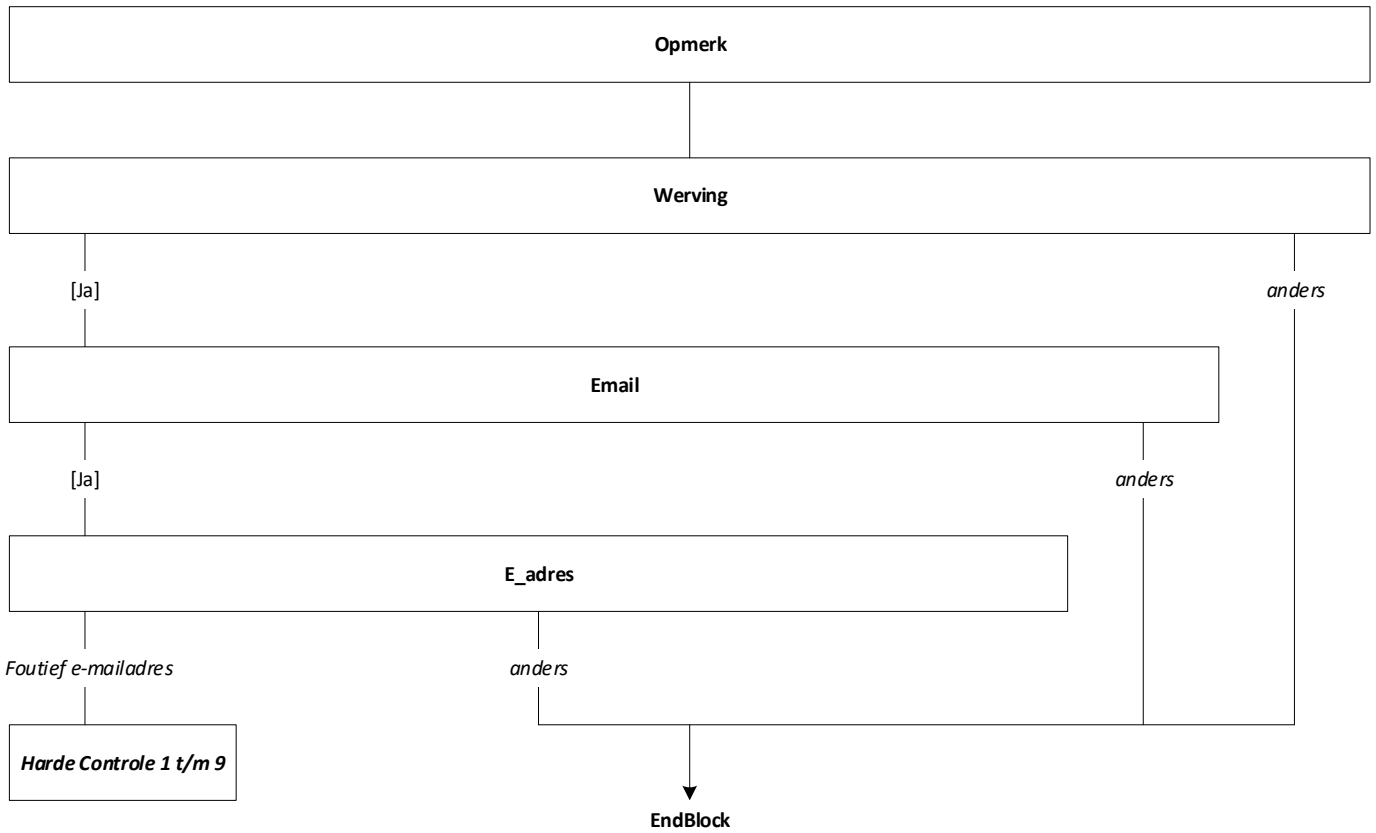 Opmerk
Werving
[Ja]
anders
Email
[Ja]
anders
E_adres
Foutief e-mailadres
anders
Harde Controle 1 t/m 9
EndBlock